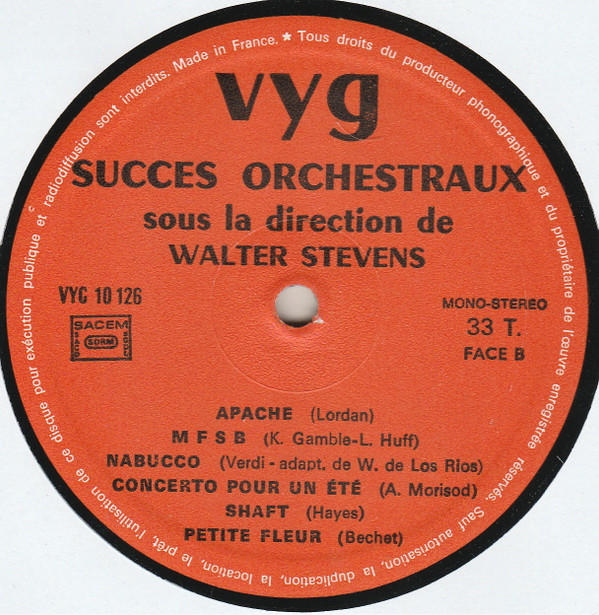 vyg
SUCCES ORCHESTRAUX
sous la direction de
WALTER STEVENS
VYC 10 126
SACEM
SACD
SDRM
SGDL
MONO-STEREO
33 T.
FACE B
APACHE (Lordan)
M F S B (K. Gamble-L. Huff)
NABUCCO (Verdi - adapt. de W. de Los Rios)
CONCERTO POUR UN ÉTÉ (A. Morisod)
SHAFT (Hayes)
PETITE FLEUR (Bechet)
Made in France. * Tous droits du producteur phonographique et du propriétaire de l'œuvre enregistrée réservés. Sauf autorisation, la duplication, la location, le prêt, l'utilisation de ce disque pour exécution publique et radiodiffusion sont interdits.